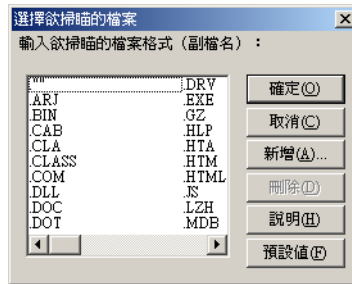 選擇欲掃瞄的檔案
輸入欲掃瞄的檔案格式（副檔名）：
""
.ARJ
.BIN
.CAB
.CLA
.CLASS
.COM
.DLL
.DOC
.DOT
.DRV
.EXE
.GZ
.HLP
.HTA
.HTM
.HTML
.JS
.LZH
.MDB
確定(O)
取消(C)
新增(A)...
刪除(D)
說明(H)
預設值(F)